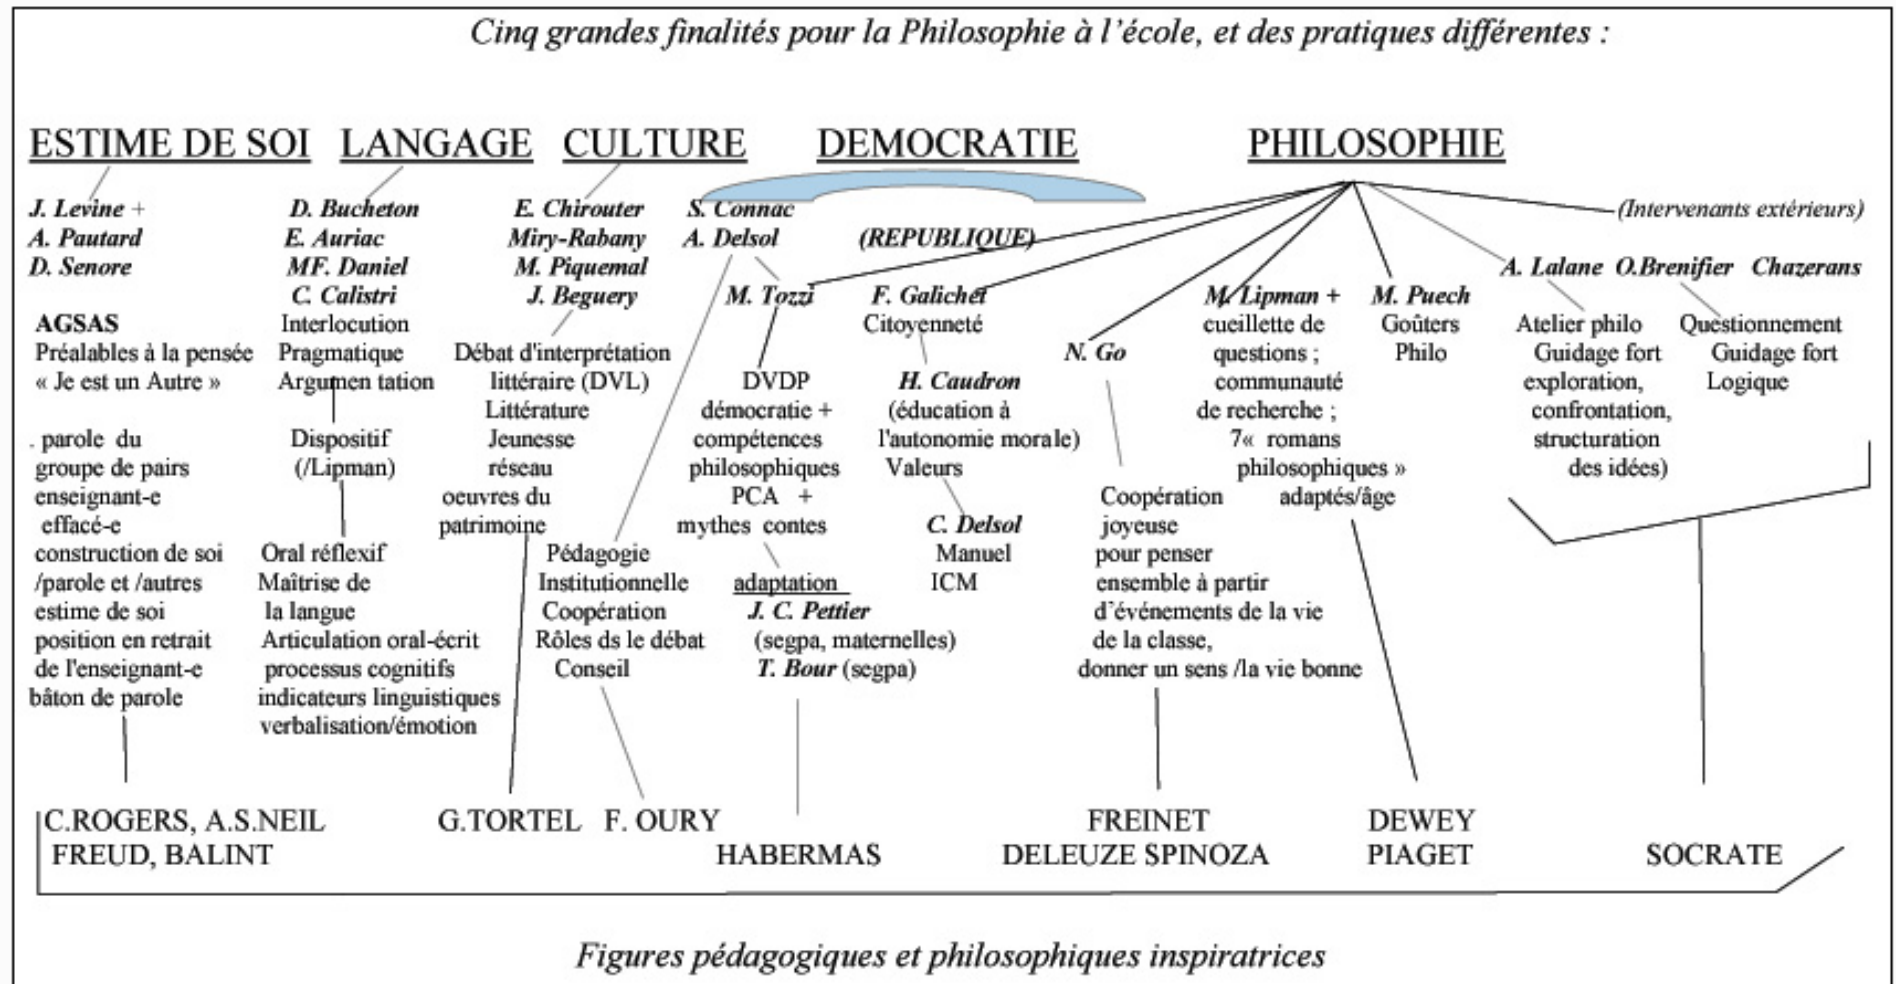 Cinq grandes finalités pour la Philosophie à l'école, et des pratiques différentes :
ESTIME DE SOI
J. Levine +
A. Pautard
D. Senore
AGSAS
Préalables à la pensée
« Je est un Autre »
. parole du
groupe de pairs
enseignant-e
effacé-e
construction de soi
/parole et /autres
estime de soi
position en retrait
de l'enseignant-e
bâton de parole
LANGAGE
D. Bucheton
E. Auriac
MF. Daniel
C. Calistri
Interlocution
Pragmatique
Argumen tation
Dispositif
(/Lipman)
Oral réflexif
Maîtrise de
la langue
Articulation oral-écrit
processus cognitifs
indicateurs linguistiques
verbalisation/émotion
CULTURE
E. Chirouter
Miry-Rabany
M. Piquemal
J. Beguery
Débat d'interprétation
littéraire (DVL)
Littérature
Jeunesse
réseau
oeuvres du
patrimoine
DEMOCRATIE
S. Connac
A. Delsol
(REPUBLIQUE)
Pédagogie
Institutionnelle
Coopération
Rôles ds le débat
Conseil
M. Tozzi
DVDP
démocratie +
compétences
philosophiques
PCA +
mythes contes
adaptation
J. C. Pettier
(segpa, maternelles)
T. Bour (segpa)
F. Galichet
Citoyenneté
H. Caudron
(éducation à
l'autonomie morale)
Valeurs
C. Delsol
Manuel
ICM
PHILOSOPHIE
N. Go
Coopération
joyeuse
pour penser
ensemble à partir
d'événements de la vie
de la classe,
donner un sens /la vie bonne
M. Lipman +
cueillette de
questions ;
communauté
de recherche ;
7« romans
philosophiques »
adaptés/âge
M. Puech
Goûters
Philo
(Intervenants extérieurs)
A. Lalane O.Brenifier Chazerans
Atelier philo
Guidage fort
exploration,
confrontation,
structuration
des idées)
Questionnement
Guidage fort
Logique
C.ROGERS, A.S.NEIL
FREUD, BALINT
G.TORTEL
F. OURY
HABERMAS
FREINET
DELEUZE SPINOZA
DEWEY
PIAGET
SOCRATE
Figures pédagogiques et philosophiques inspiratrices